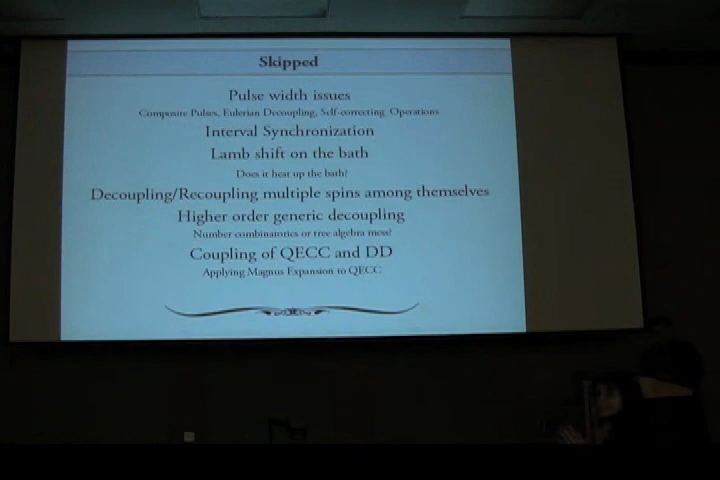 Skipped
Pulse width issues
Composite Pulses, Eulerian Decoupling, Self-correcting Operations
Interval Synchronization
Lamb shift on the bath
Does it heat up the bath?
Decoupling/Recoupling multiple spins among themselves
Higher order generic decoupling
Number combinatorics or tree algebra mess?
Coupling of QECC and DD
Applying Magnus Expansion to QECC